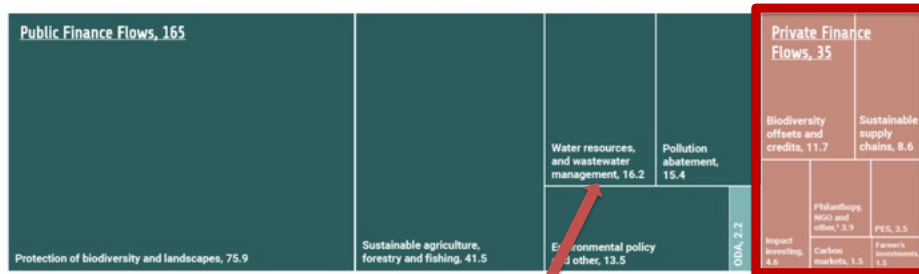 Public Finance Flows, 165
Protection of biodiversity and landscapes, 75.9
Sustainable agriculture,
forestry and fishing, 41.5
Water resources,
and wastewater
management, 16.2
Pollution
abatement,
15.4
Environmental policy
and other, 13.5
ODA, 2.2
Private Finance
Flows, 35
Biodiversity
offsets and
credits, 11.7
Sustainable
supply
chains, 8.6
Impact
investing,
4.6
Philanthopy,
NGO and
other,¹ 3.9
PES, 3.5
Carbon
markets, 1.5
Farmer's
investments
1.5